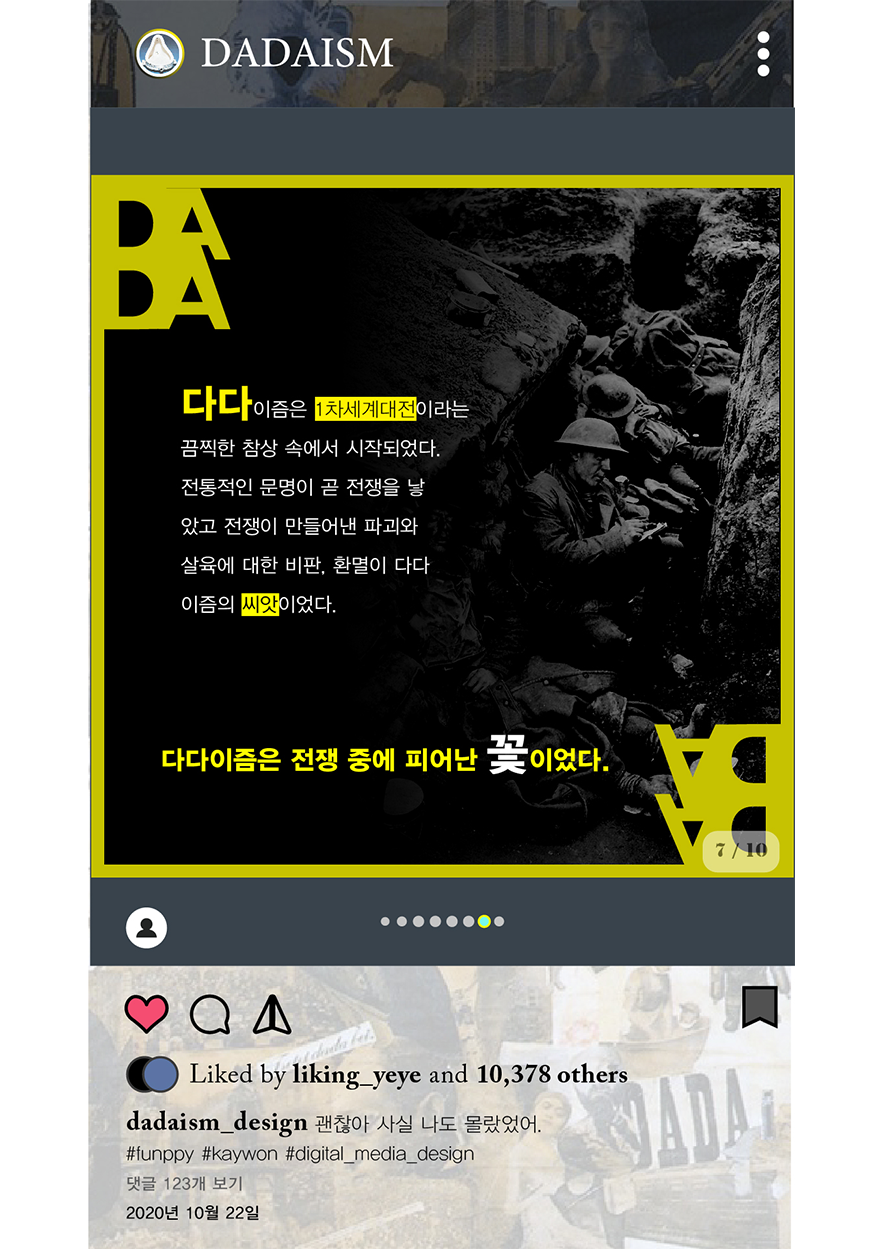 DADAISM
DA
DA
다다이즘은 1차세계대전이라는
끔찍한 참상 속에서 시작되었다.
전통적인 문명이 곧 전쟁을 낳
았고 전쟁이 만들어낸 파괴와
살육에 대한 비판, 환멸이 다다
이즘의 씨앗이었다.
다다이즘은 전쟁 중에 피어난 꽃이었다.
DA
DA
7 / 10
Liked by liking_yeye and 10,378 others
dadaism_design 괜찮아 사실 나도 몰랐었어.
#funppy #kaywon #digital_media_design
댓글 123개 보기
2020년 10월 22일
DADA